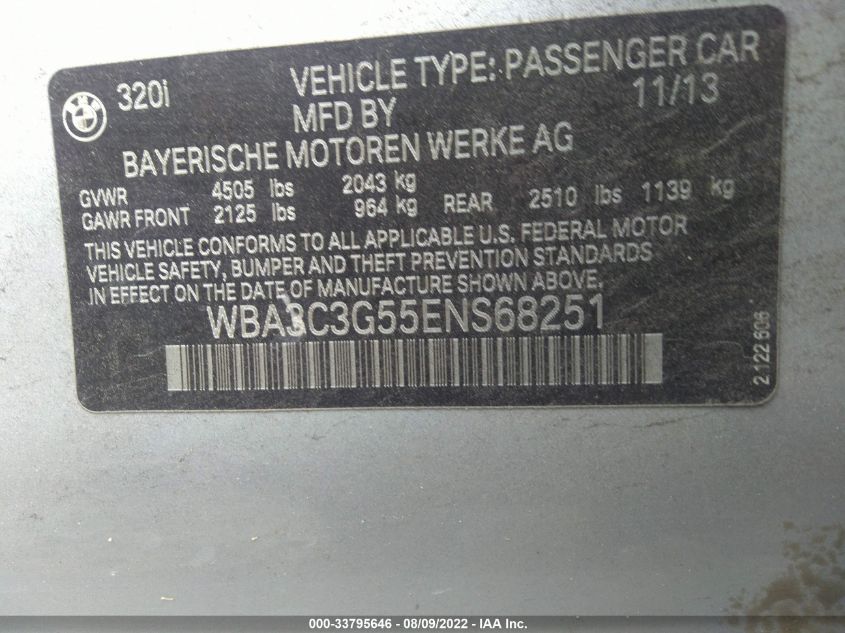 BMW
320i VEHICLE TYPE: PASSENGER CAR
MFD BY 11/13
BAYERISCHE MOTOREN WERKE AG
GVWR 4505 lbs 2043 kg
GAWR FRONT 2125 lbs 964 kg REAR 2510 lbs 1139 kg
THIS VEHICLE CONFORMS TO ALL APPLICABLE U.S. FEDERAL MOTOR
VEHICLE SAFETY, BUMPER AND THEFT PREVENTION STANDARDS
IN EFFECT ON THE DATE OF MANUFACTURE SHOWN ABOVE.
WBA3C3G55ENS68251
2.122 606
000-33795646 - 08/09/2022 - IAA Inc.